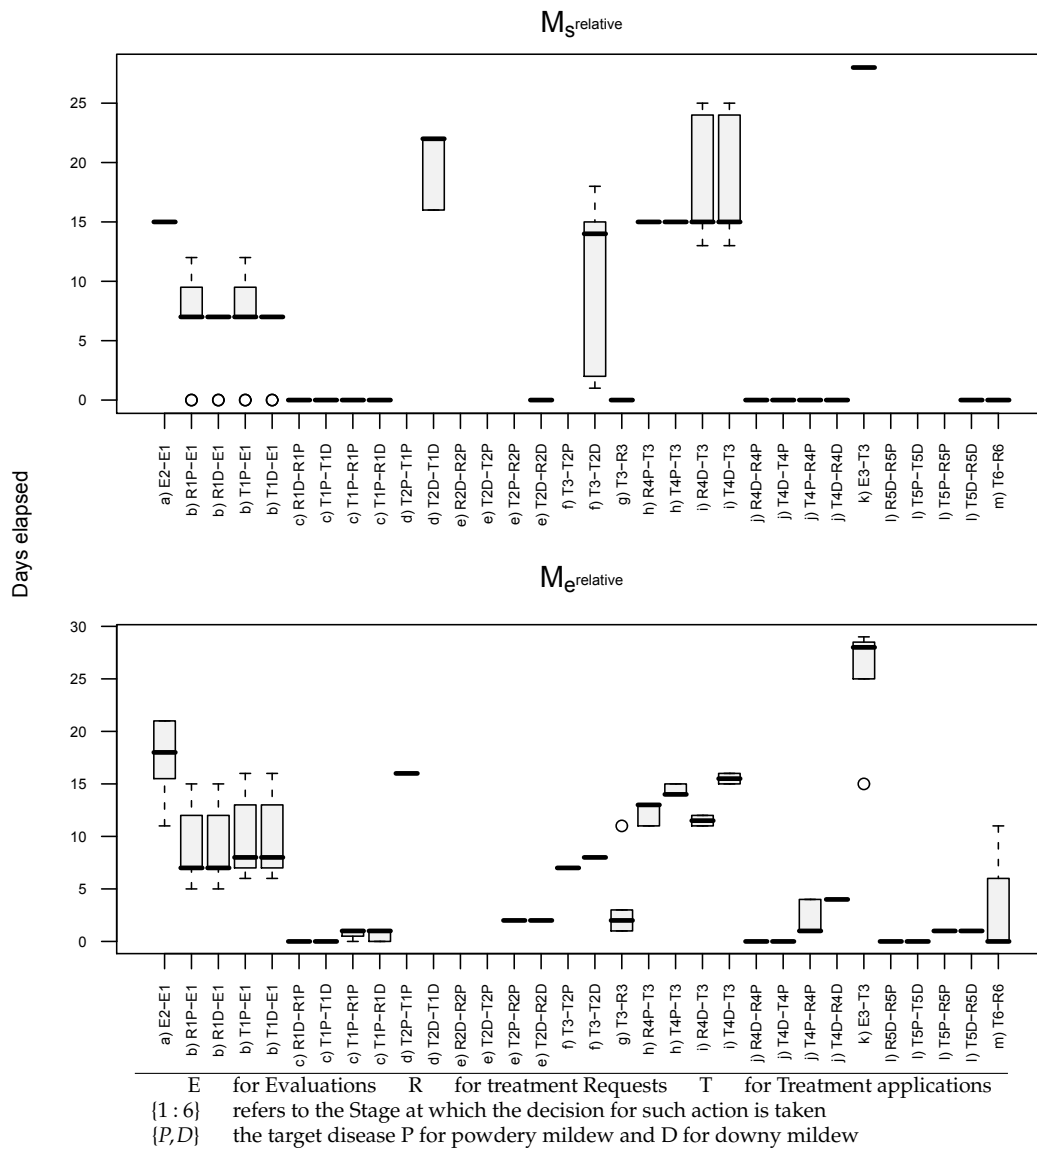 Msrelative
25
20
15
10
5
0
a) E2−E1
b) R1P−E1
b) R1D−E1
b) T1P−E1
b) T1D−E1
c) R1D−R1P
c) T1P−T1D
c) T1P−R1P
c) T1P−R1D
d) T2P−T1P
d) T2D−T1D
e) R2D−R2P
e) T2D−T2P
e) T2P−R2P
e) T2D−R2D
f) T3−T2P
f) T3−T2D
g) T3−R3
h) R4P−T3
h) T4P−T3
i) R4D−T3
i) T4D−T3
j) R4D−R4P
j) T4D−T4P
j) T4P−R4P
j) T4D−R4D
k) E3−T3
l) R5D−R5P
l) T5P−T5D
l) T5P−R5P
l) T5D−R5D
m) T6−R6
Days elapsed
Merelative
30
25
20
15
10
5
0
a) E2−E1
b) R1P−E1
b) R1D−E1
b) T1P−E1
b) T1D−E1
c) R1D−R1P
c) T1P−T1D
c) T1P−R1P
c) T1P−R1D
d) T2P−T1P
d) T2D−T1D
e) R2D−R2P
e) T2D−T2P
e) T2P−R2P
e) T2D−R2D
f) T3−T2P
f) T3−T2D
g) T3−R3
h) R4P−T3
h) T4P−T3
i) R4D−T3
i) T4D−T3
j) R4D−R4P
j) T4D−T4P
j) T4P−R4P
j) T4D−R4D
k) E3−T3
l) R5D−R5P
l) T5P−T5D
l) T5P−R5P
l) T5D−R5D
m) T6−R6
E for Evaluations R for treatment Requests T for Treatment applications
{1 : 6} refers to the Stage at which the decision for such action is taken
{P,D} the target disease P for powdery mildew and D for downy mildew